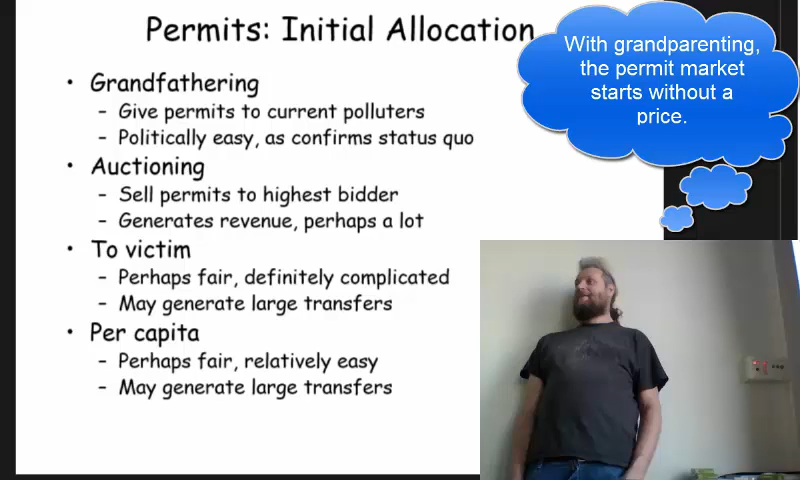 Permits: Initial Allocation
• Grandfathering
– Give permits to current polluters
– Politically easy, as confirms status quo
• Auctioning
– Sell permits to highest bidder
– Generates revenue, perhaps a lot
• To victim
– Perhaps fair, definitely complicated
– May generate large transfers
• Per capita
– Perhaps fair, relatively easy
– May generate large transfers
With grandparenting,
the permit market
starts without a
price.